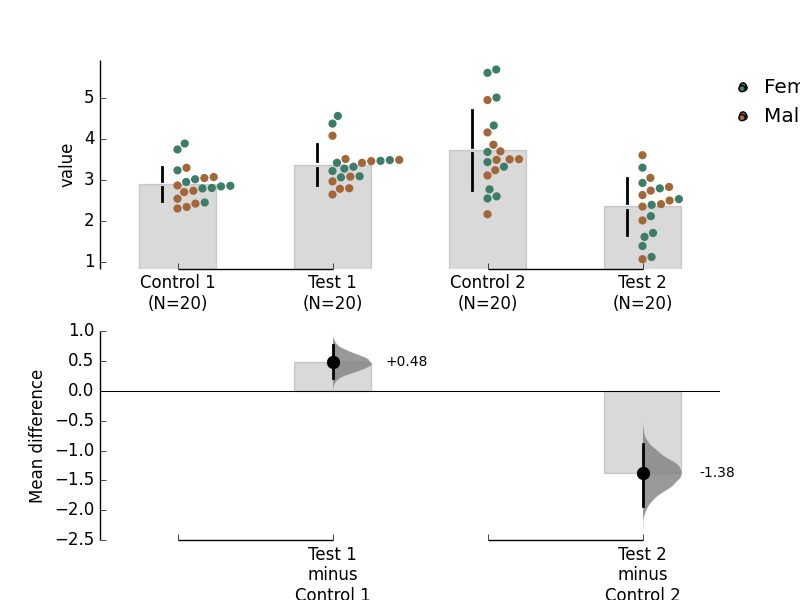 Fem
Mal
value
5
4
3
2
1
Control 1
(N=20)
Test 1
(N=20)
Control 2
(N=20)
Test 2
(N=20)
Mean difference
1.0
0.5
0.0
−0.5
−1.0
−1.5
−2.0
−2.5
+0.48
-1.38
Test 1
minus
Control 1
Test 2
minus
Control 2